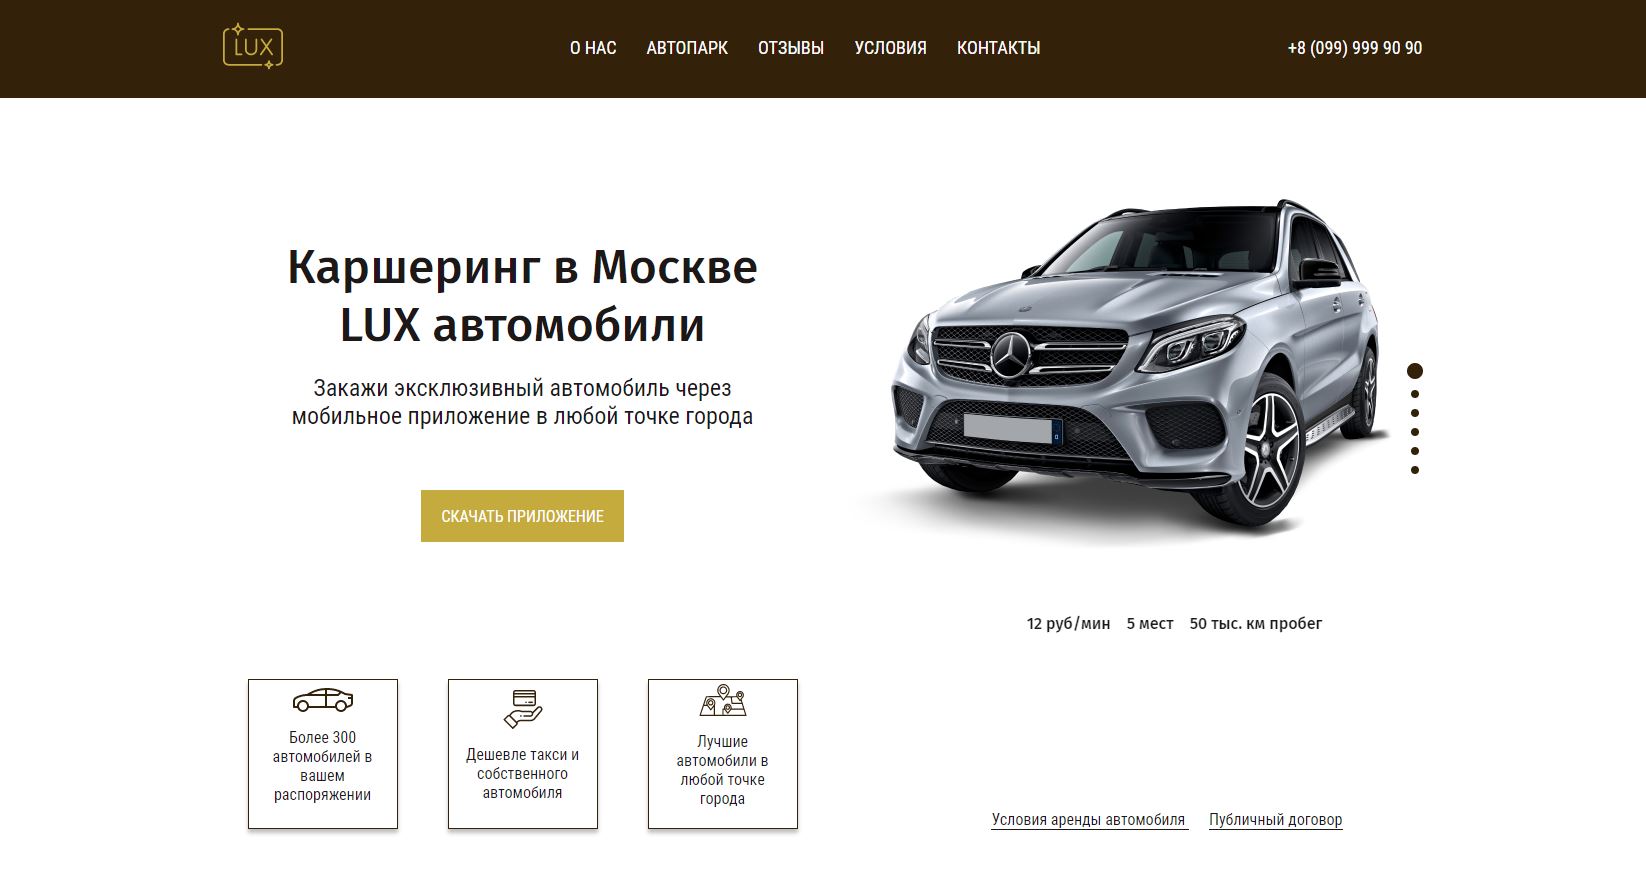 LUX
О НАС
АВТОПАРК
ОТЗЫВЫ
УСЛОВИЯ
КОНТАКТЫ
+8 (099) 999 90 90
Каршеринг в Москве
LUX автомобили
Закажи эксклюзивный автомобиль через
мобильное приложение в любой точке города
СКАЧАТЬ ПРИЛОЖЕНИЕ
12 руб/мин
5 мест
50 тыс. км пробег
Более 300
автомобилей в
вашем
распоряжении
Дешевле такси и
собственного
автомобиля
Лучшие
автомобили в
любой точке
города
Условия аренды автомобиля
Публичный договор